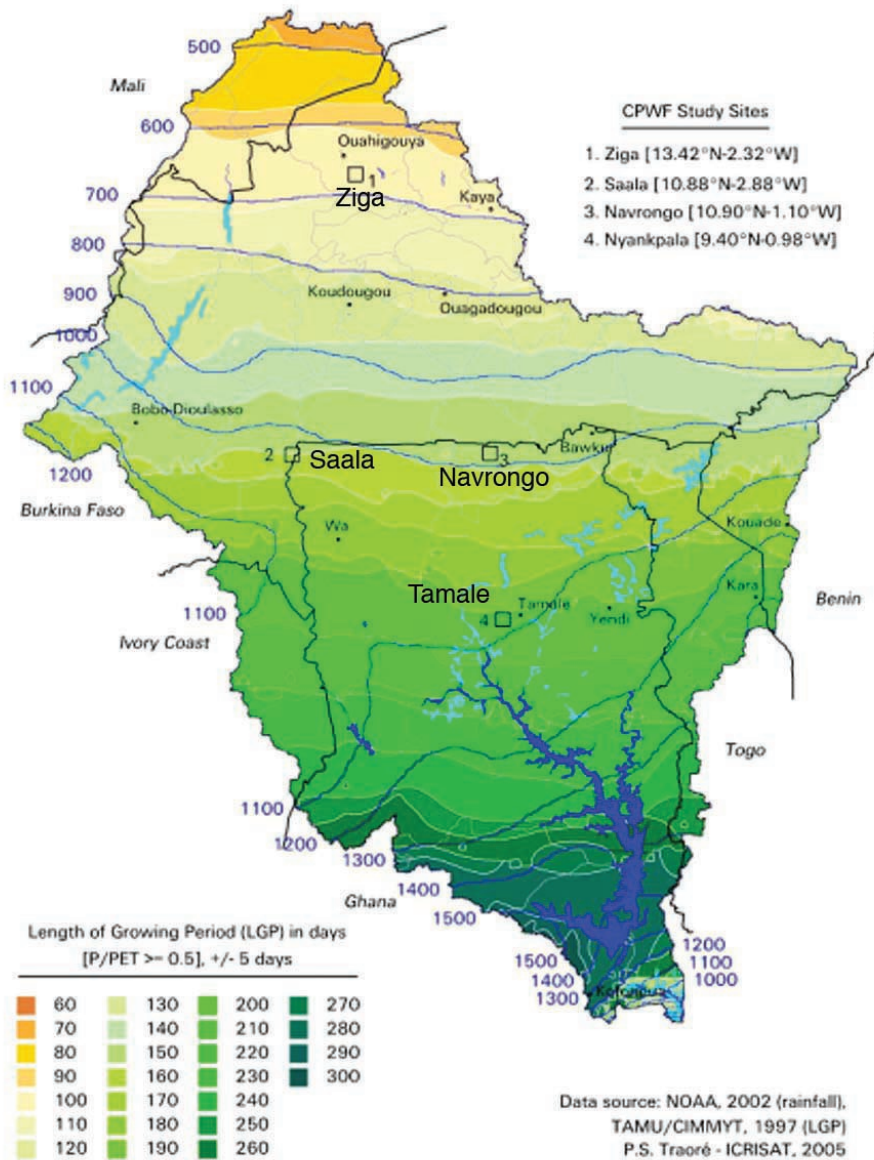 500
Mali
600
CPWF Study Sites
1. Ziga [13.42°N-2.32°W]
2. Saala [10.88°N-2.88°W]
3. Navrongo [10.90°N-1.10°W]
4. Nyankpala [9.40°N-0.98°W]
Ouahigouya
1
Ziga
700
Kaya
800
900
Koudougou
Ouagadougou
1000
1100
Bobo Dioulasso
Bawku
2
Saala
3
Navrongo
1200
Burkina Faso
Wa
Kouade
Tamale
Kara
Benin
1100
4
Tamale
Yendi
Ivory Coast
Togo
1100
1200
1300
1400
Ghana
1500
1200
1500
1100
1400
1000
1300
Length of Growing Period (LGP) in days
[P/PET >= 0.5], +/- 5 days
60 130 200 270
70 140 210 280
80 150 220 290
90 160 230 300
100 170 240
110 180 250
120 190 260
Data source: NOAA, 2002 (rainfall),
TAMU/CIMMYT, 1997 (LGP)
P.S. Traoré - ICRISAT, 2005